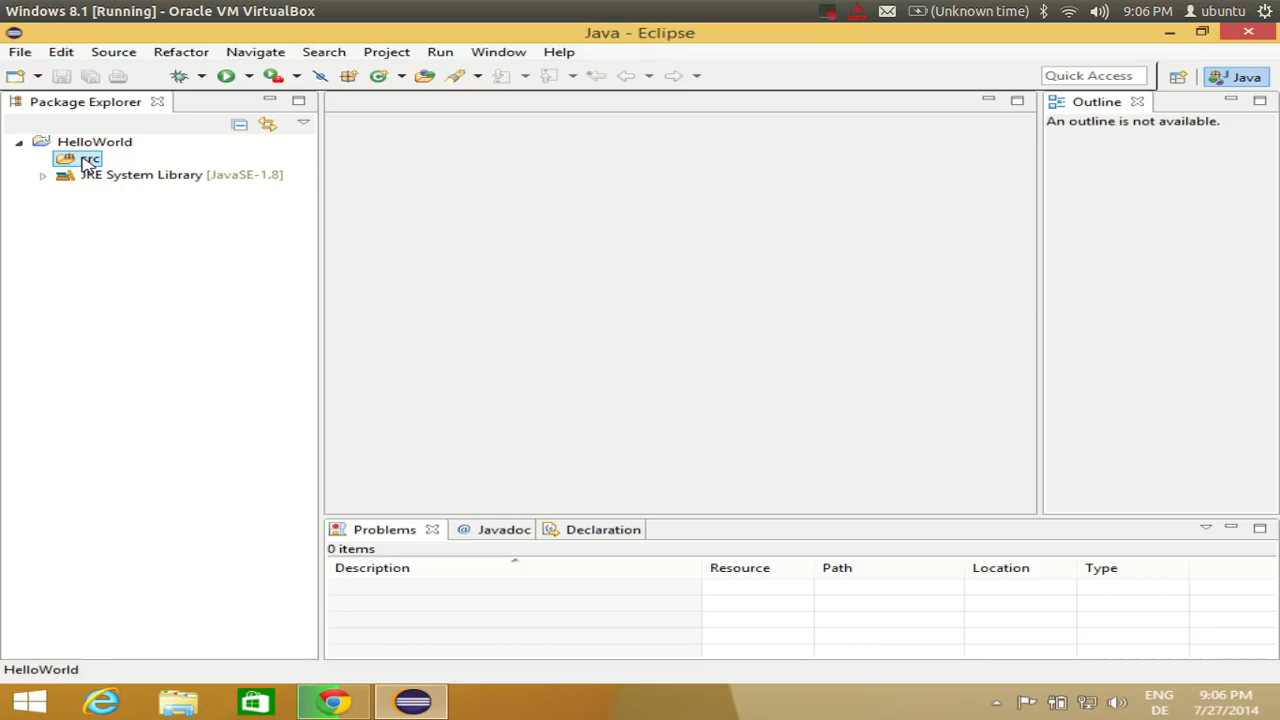 Windows 8.1 [Running] - Oracle VM VirtualBox
(Unknown time)
9:06 PM
ubuntu
Java - Eclipse
File Edit Source Refactor Navigate Search Project Run Window Help
Quick Access
Java
Package Explorer
Outline
An outline is not available.
HelloWorld
src
JRE System Library [JavaSE-1.8]
Problems @ Javadoc Declaration
0 items
Description Resource Path Location Type
HelloWorld
ENG 9:06 PM
DE 7/27/2014